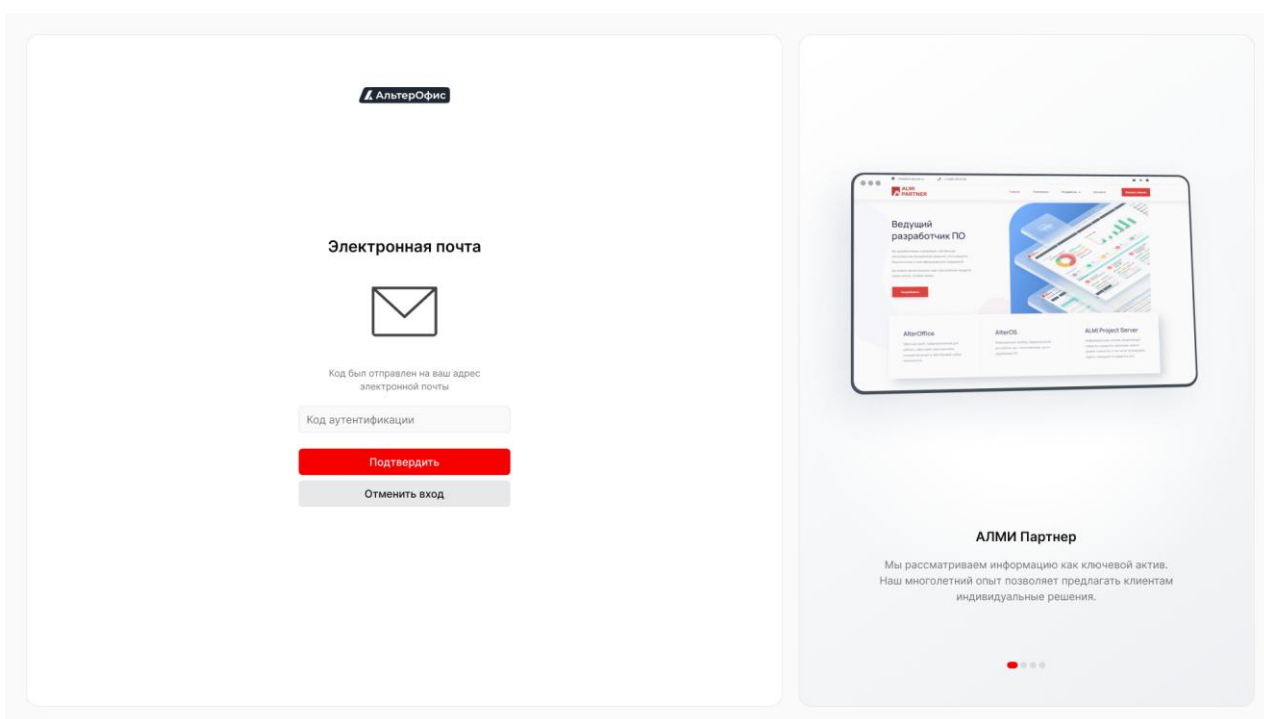 АльтерОфис
Электронная почта
Код был отправлен на ваш адрес
электронной почты
Код аутентификации
Подтвердить
Отменить вход
ALMI
PARTNER
Ведущий
разработчик ПО
AlterOffice
AlterOS
ALMI Project Server
АЛМИ Партнер
Мы рассматриваем информацию как ключевой актив.
Наш многолетний опыт позволяет предлагать клиентам
индивидуальные решения.